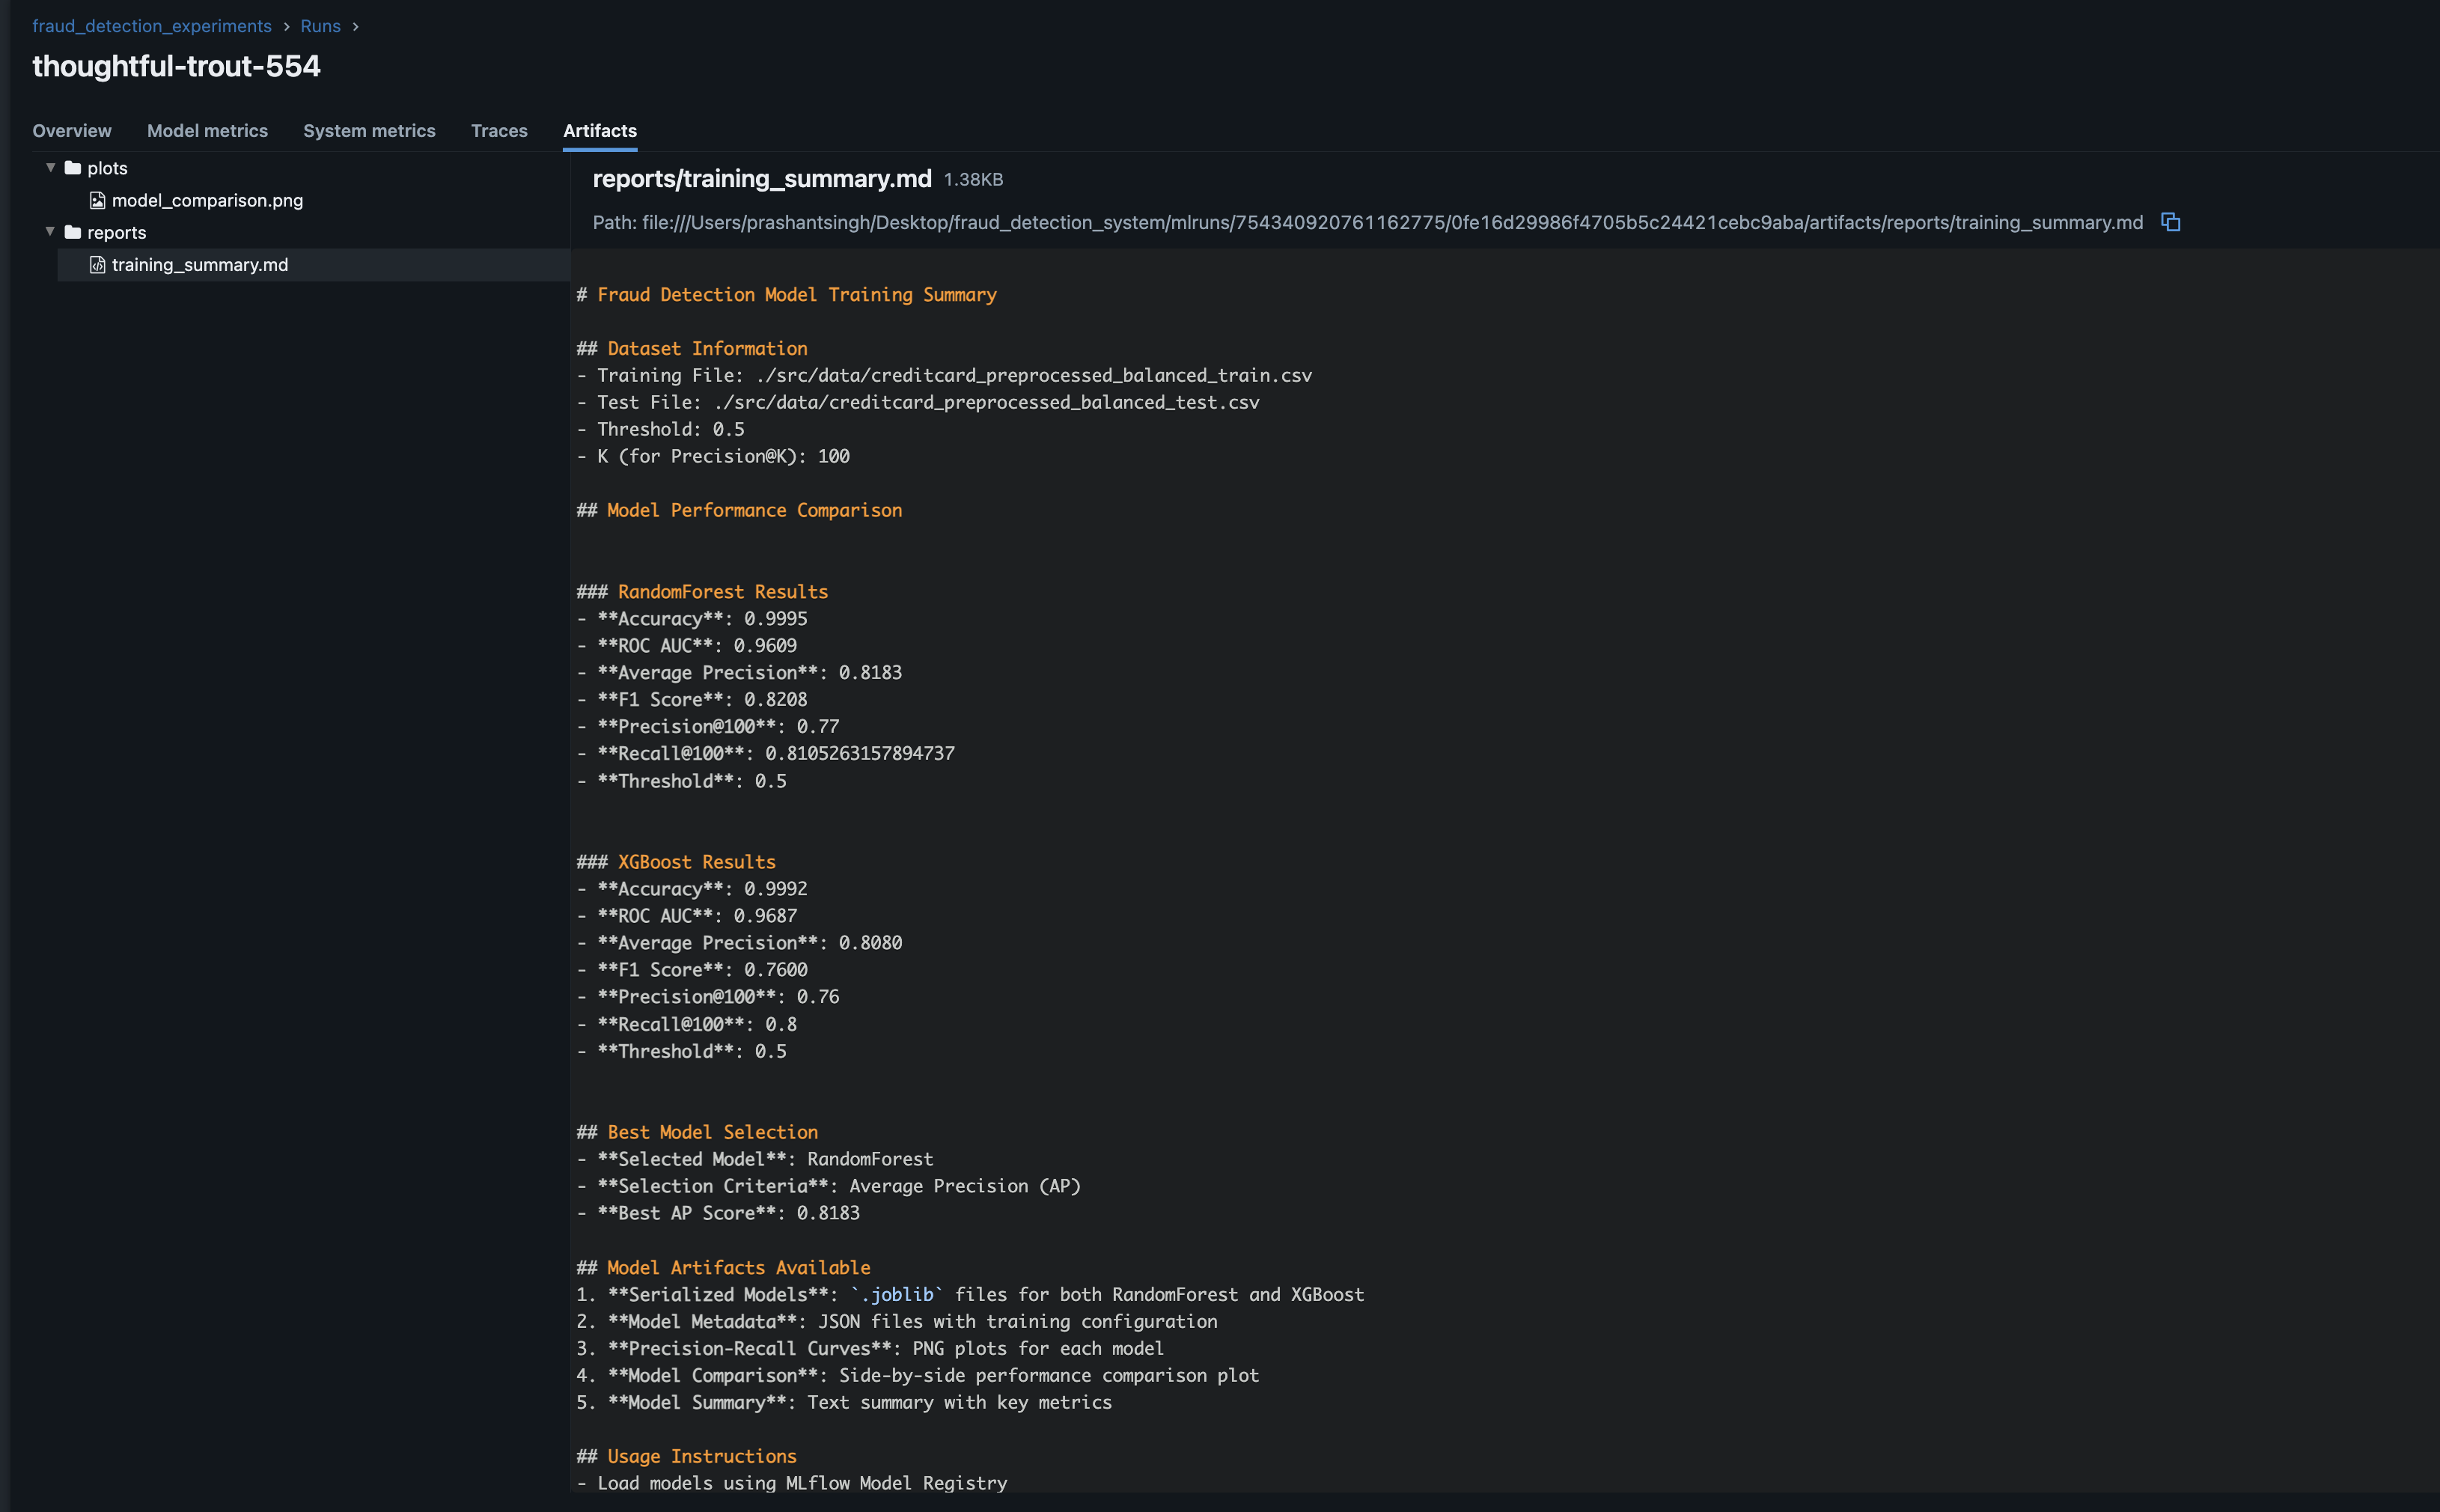 fraud_detection_experiments > Runs >
thoughtful-trout-554
Overview Model metrics System metrics Traces Artifacts
plots
model_comparison.png
reports
training_summary.md
reports/training_summary.md 1.38KB
Path: file:///Users/prashantsingh/Desktop/fraud_detection_system/mlruns/754340920761162775/0fe16d29986f4705b5c24421cebc9aba/artifacts/reports/training_summary.md
# Fraud Detection Model Training Summary
## Dataset Information
- Training File: ./src/data/creditcard_preprocessed_balanced_train.csv
- Test File: ./src/data/creditcard_preprocessed_balanced_test.csv
- Threshold: 0.5
- K (for Precision@K): 100
## Model Performance Comparison
### RandomForest Results
- **Accuracy**: 0.9995
- **ROC AUC**: 0.9609
- **Average Precision**: 0.8183
- **F1 Score**: 0.8208
- **Precision@100**: 0.77
- **Recall@100**: 0.8105263157894737
- **Threshold**: 0.5
### XGBoost Results
- **Accuracy**: 0.9992
- **ROC AUC**: 0.9687
- **Average Precision**: 0.8080
- **F1 Score**: 0.7600
- **Precision@100**: 0.76
- **Recall@100**: 0.8
- **Threshold**: 0.5
## Best Model Selection
- **Selected Model**: RandomForest
- **Selection Criteria**: Average Precision (AP)
- **Best AP Score**: 0.8183
## Model Artifacts Available
1. **Serialized Models**: `.joblib` files for both RandomForest and XGBoost
2. **Model Metadata**: JSON files with training configuration
3. **Precision-Recall Curves**: PNG plots for each model
4. **Model Comparison**: Side-by-side performance comparison plot
5. **Model Summary**: Text summary with key metrics
## Usage Instructions
- Load models using MLflow Model Registry